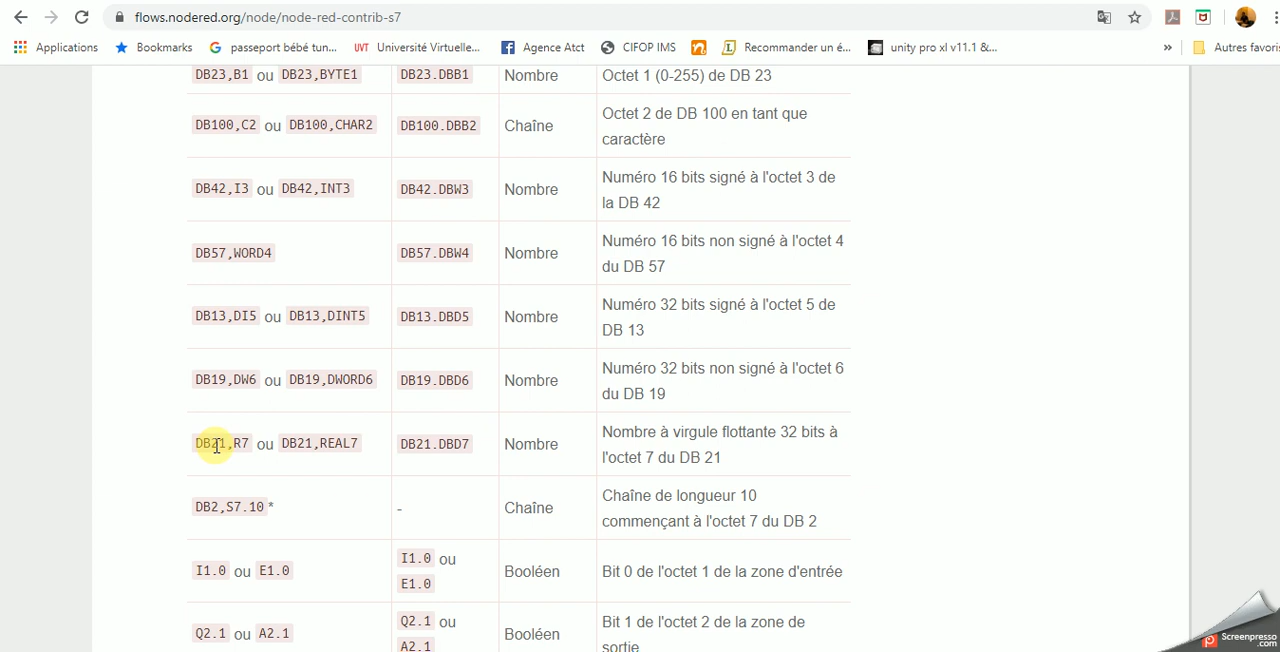 flows.nodered.org/node/node-red-contrib-s7
Applications Bookmarks passeport bébé tun... UVT Université Virtuelle... Agence Atct CIFOP IMS Recommander un é... unity pro xl v11.1 &... » Autres favoris
DB23,B1 ou DB23,BYTE1 DB23.DBB1 Nombre Octet 1 (0-255) de DB 23
DB100,C2 ou DB100,CHAR2 DB100.DBB2 Chaîne Octet 2 de DB 100 en tant que
caractère
DB42,I3 ou DB42,INT3 DB42.DBW3 Nombre Numéro 16 bits signé à l'octet 3 de
la DB 42
DB57,WORD4 DB57.DBW4 Nombre Numéro 16 bits non signé à l'octet 4
du DB 57
DB13,DI5 ou DB13,DINT5 DB13.DBD5 Nombre Numéro 32 bits signé à l'octet 5 de
DB 13
DB19,DW6 ou DB19,DWORD6 DB19.DBD6 Nombre Numéro 32 bits non signé à l'octet 6
du DB 19
DB21,R7 ou DB21,REAL7 DB21.DBD7 Nombre Nombre à virgule flottante 32 bits à
l'octet 7 du DB 21
DB2,S7.10 * - Chaîne Chaîne de longueur 10
commençant à l'octet 7 du DB 2
I1.0 ou E1.0 I1.0 ou
E1.0 Booléen Bit 0 de l'octet 1 de la zone d'entrée
Q2.1 ou A2.1 Q2.1 ou
A2.1 Booléen Bit 1 de l'octet 2 de la zone de
sortie
Screenpresso
.com